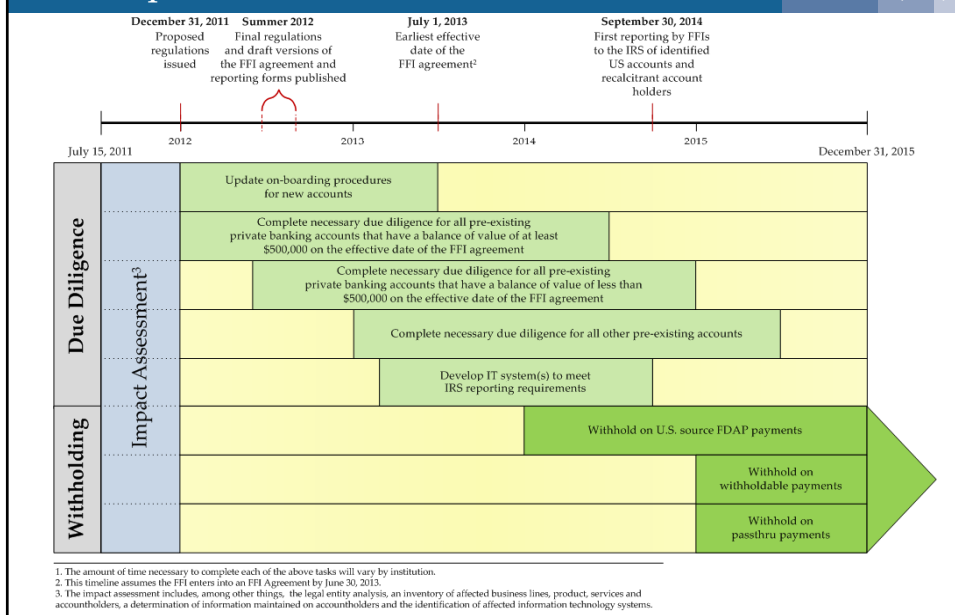 December 31, 2011
Proposed
regulations
issued
Summer 2012
Final regulations
and draft versions of
the FFI agreement and
reporting forms published
July 1, 2013
Earliest effective
date of the
FFI agreement2
September 30, 2014
First reporting by FFIs
to the IRS of identified
US accounts and
recalcitrant account
holders
2012
2013
2014
2015
July 15, 2011
December 31, 2015
Due Diligence
Impact Assessment3
Update on-boarding procedures
for new accounts
Complete necessary due diligence for all pre-existing
private banking accounts that have a balance of value of at least
$500,000 on the effective date of the FFI agreement
Complete necessary due diligence for all pre-existing
private banking accounts that have a balance of value of less than
$500,000 on the effective date of the FFI agreement
Complete necessary due diligence for all other pre-existing accounts
Develop IT system(s) to meet
IRS reporting requirements
Withholding
Withhold on U.S. source FDAP payments
Withhold on
withholdable payments
Withhold on
passthru payments
1. The amount of time necessary to complete each of the above tasks will vary by institution.
2. This timeline assumes the FFI enters into an FFI Agreement by June 30, 2013.
3. The impact assessment includes, among other things, the legal entity analysis, an inventory of affected business lines, product, services and
accountholders, a determination of information maintained on accountholders and the identification of affected information technology systems.